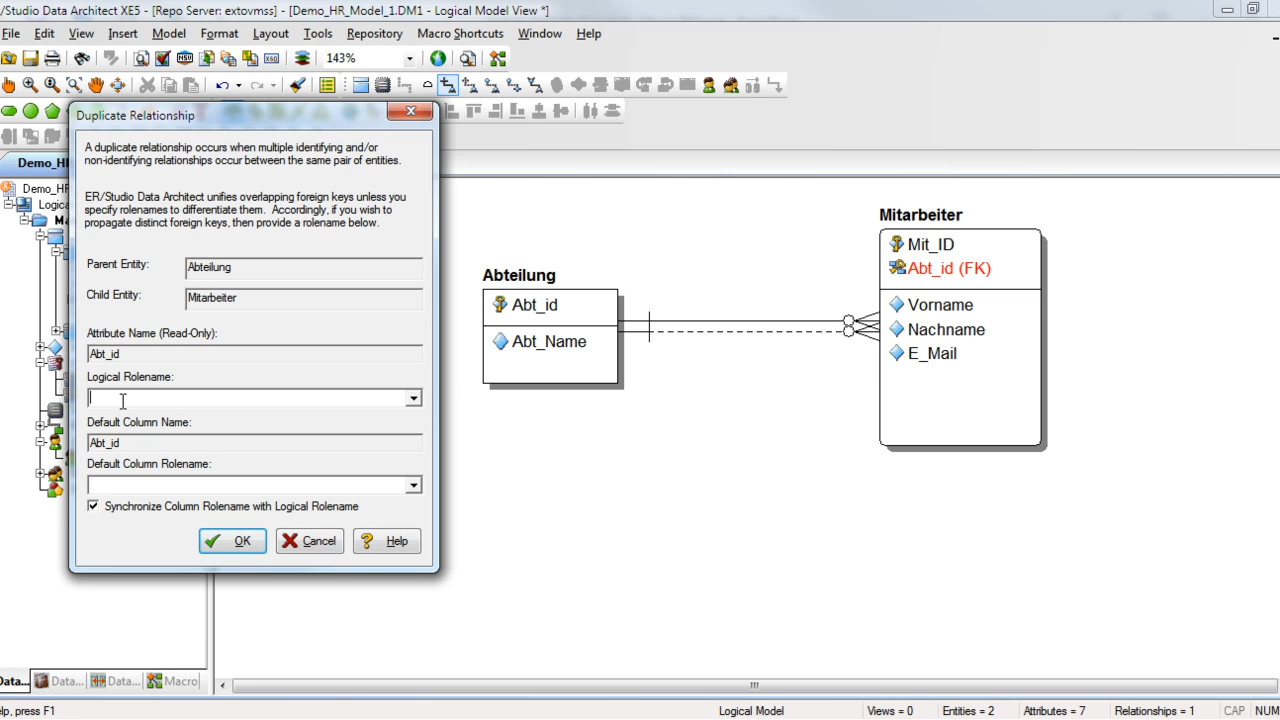 /Studio Data Architect XE5 - [Repo Server: extovmss] - [Demo_HR_Model_1.DM1 - Logical Model View *]
File Edit View Insert Model Format Layout Tools Repository Macro Shortcuts Window Help
143%
Duplicate Relationship
A duplicate relationship occurs when multiple identifying and/or
non-identifying relationships occur between the same pair of entities.
ER/Studio Data Architect unifies overlapping foreign keys unless you
specify rolenames to differentiate them. Accordingly, if you wish to
propagate distinct foreign keys, then provide a rolename below.
Parent Entity: Abteilung
Child Entity: Mitarbeiter
Attribute Name (Read-Only):
Abt_id
Logical Rolename:
Default Column Name:
Abt_id
Default Column Rolename:
Synchronize Column Rolename with Logical Rolename
OK Cancel Help
Demo_H
Demo_H
Logic
Ma
Abteilung
Abt_id
Abt_Name
Mitarbeiter
Mit_ID
Abt_id (FK)
Vorname
Nachname
E_Mail
Data... Data... Data... Macro
elp, press F1 Logical Model Views = 0 Entities = 2 Attributes = 7 Relationships = 1 CAP NUM